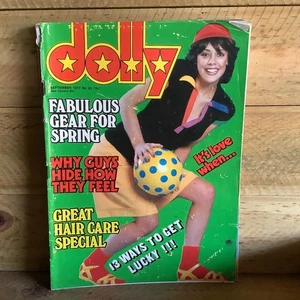 dolly
SEPTEMBER 1977
FABULOUS
GEAR FOR
SPRING
It's love
when...
WHY GUYS
HIDE HOW
THEY FEEL
GREAT
HAIR CARE
SPECIAL
13 WAYS TO GET
LUCKY !!!